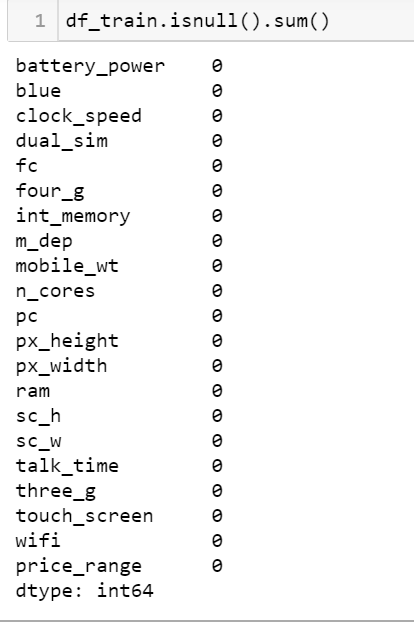 1 df_train.isnull().sum()
battery_power 0
blue 0
clock_speed 0
dual_sim 0
fc 0
four_g 0
int_memory 0
m_dep 0
mobile_wt 0
n_cores 0
pc 0
px_height 0
px_width 0
ram 0
sc_h 0
sc_w 0
talk_time 0
three_g 0
touch_screen 0
wifi 0
price_range 0
dtype: int64